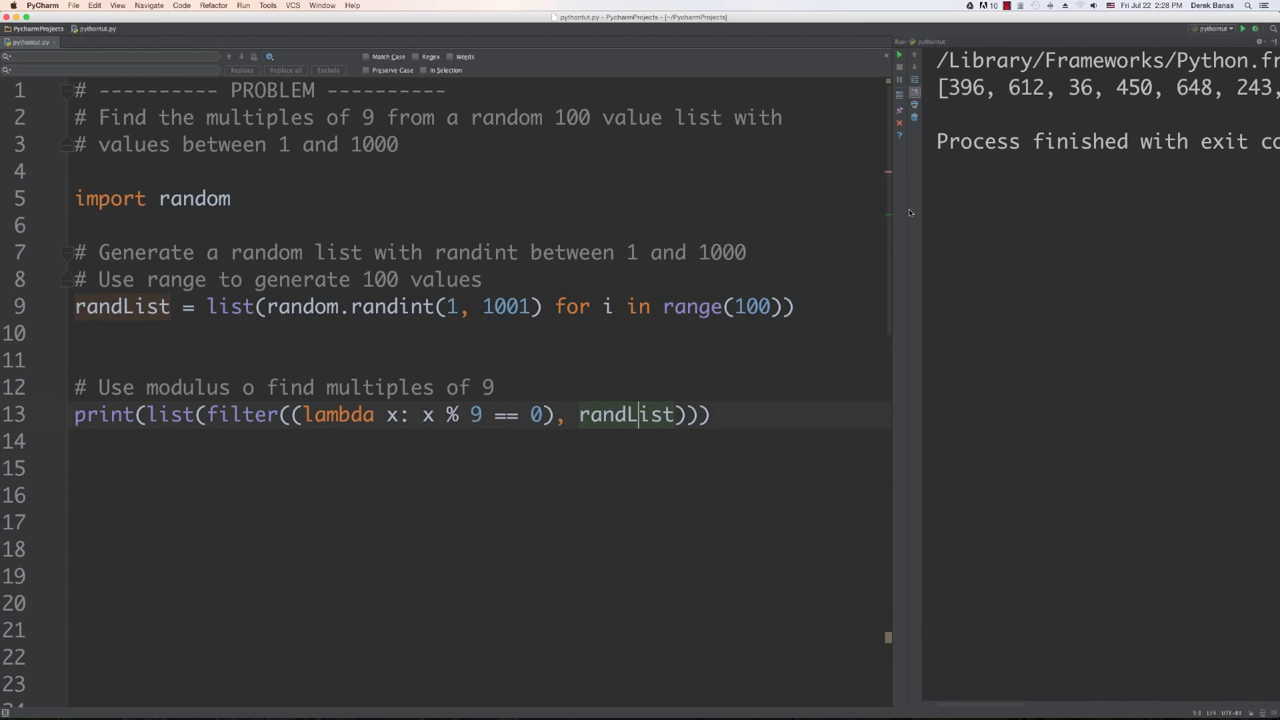 PyCharm File Edit View Navigate Code Refactor Run Tools VCS Window Help
10 Fri Jul 22 2:28 PM Derek Banas
pythontut.py - PycharmProjects - [~/PycharmProjects]
PycharmProjects pythontut.py pythontut
pythontut.py
Run pythontut
Match Case Regex Words
Replace Replace all Exclude Preserve Case In Selection
1 # ---------- PROBLEM ----------
2 # Find the multiples of 9 from a random 100 value list with
3 # values between 1 and 1000
4
5 import random
6
7 # Generate a random list with randint between 1 and 1000
8 # Use range to generate 100 values
9 randList = list(random.randint(1, 1001) for i in range(100))
10
11
12 # Use modulus o find multiples of 9
13 print(list(filter((lambda x: x % 9 == 0), randList)))
14
15
16
17
18
19
20
21
22
23
/Library/Frameworks/Python.fr
[396, 612, 36, 450, 648, 243,
Process finished with exit co
5:1 LF÷ UTF-8÷